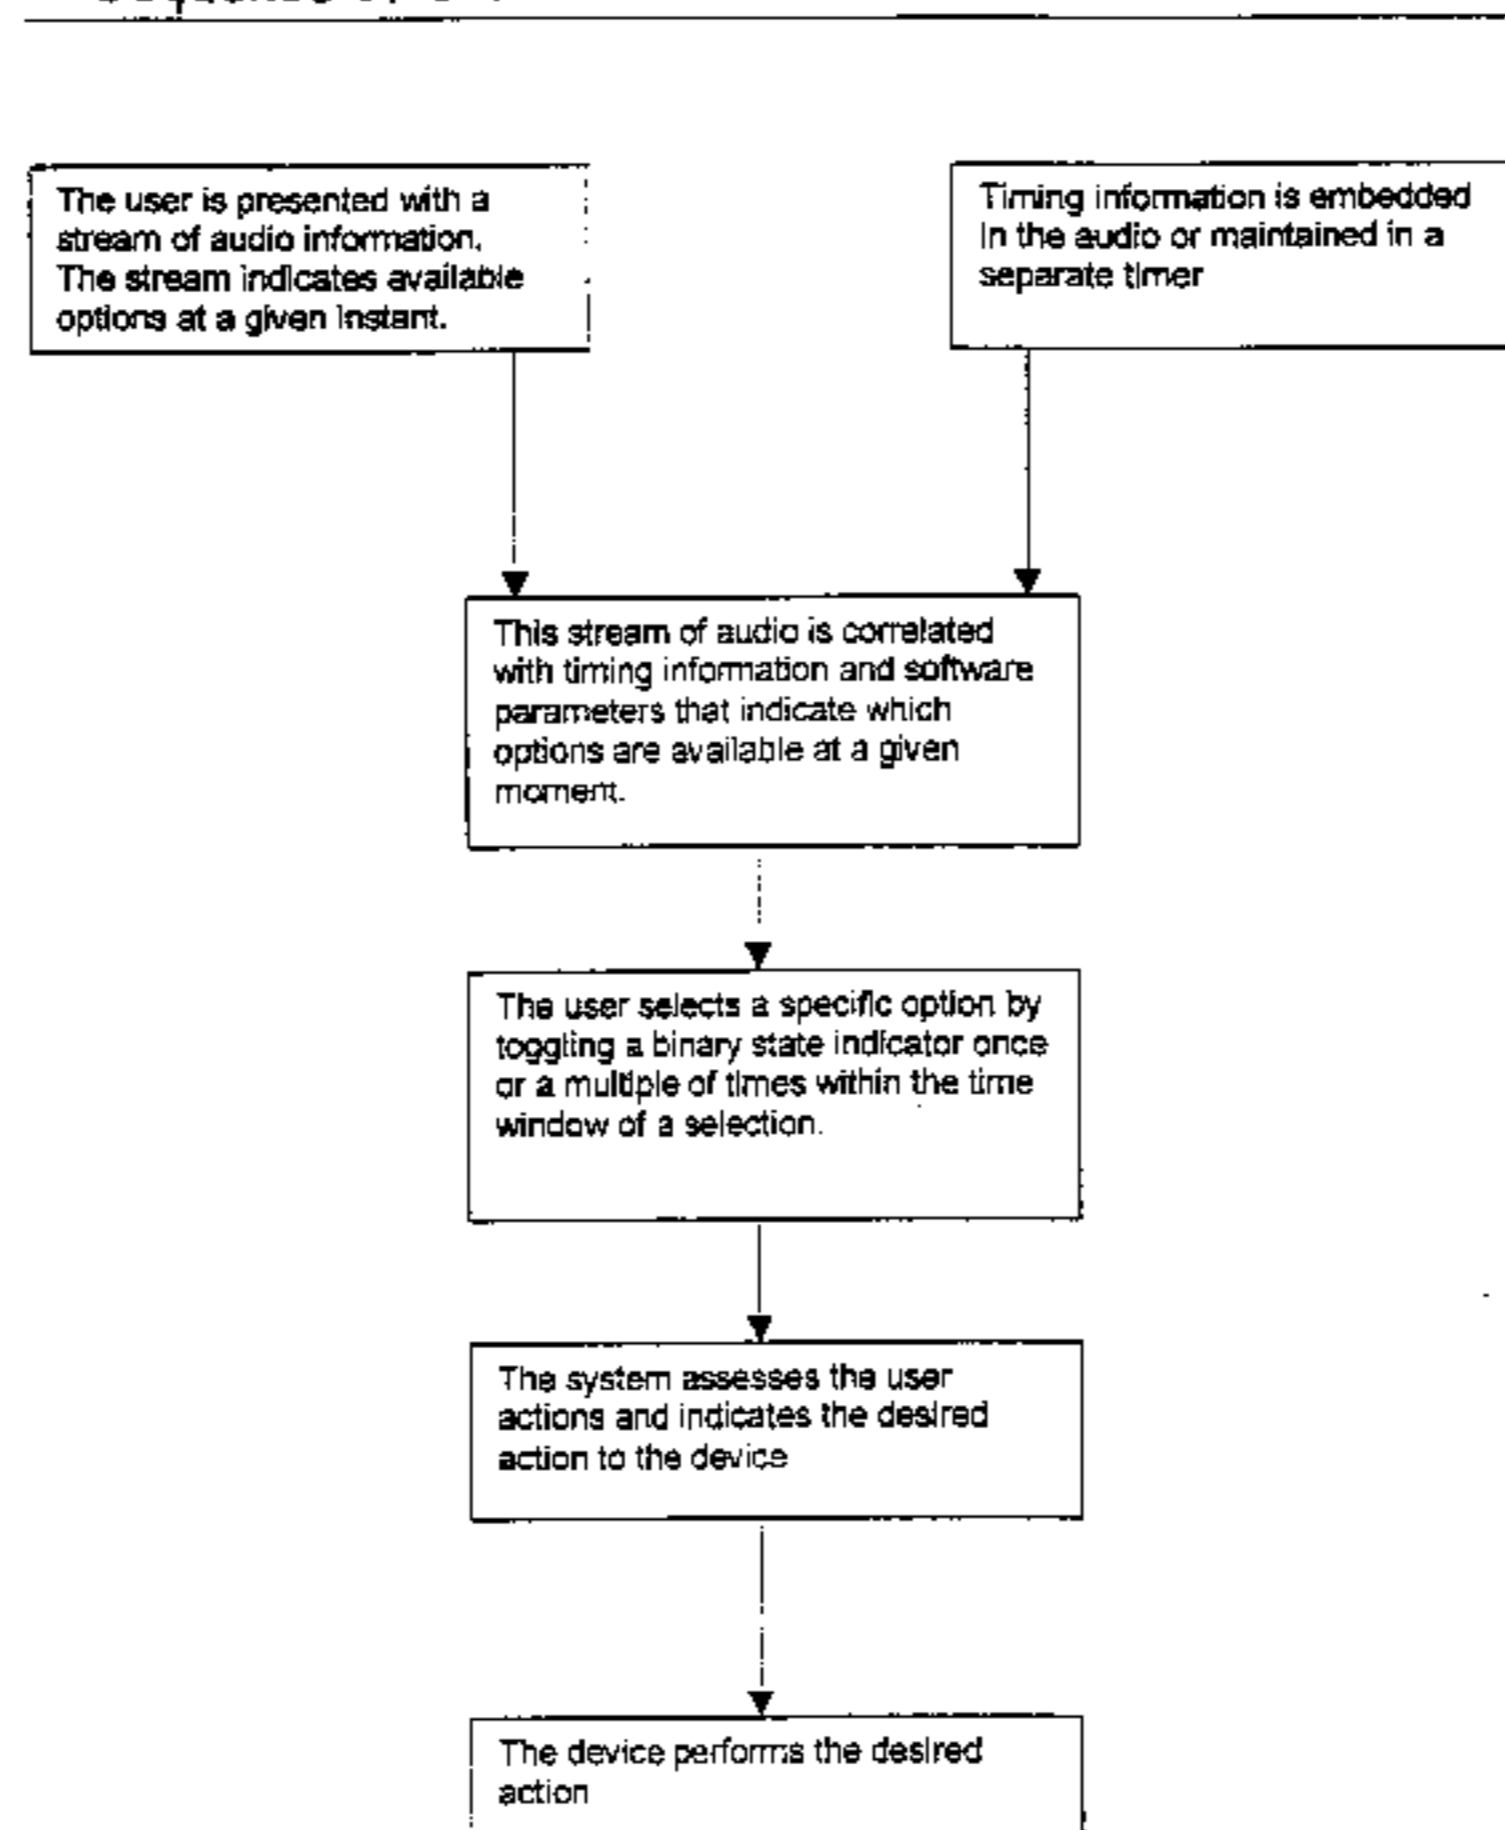 The user is presented with a
stream of audio information.
The stream indicates available
options at a given instant.
Timing information is embedded
in the audio or maintained in a
separate timer
This stream of audio is correlated
with timing information and software
parameters that indicate which
options are available at a given
moment.
The user selects a specific option by
toggling a binary state indicator once
or a multiple of times within the time
window of a selection.
The system assesses the user
actions and indicates the desired
action to the device
The device performs the desired
action